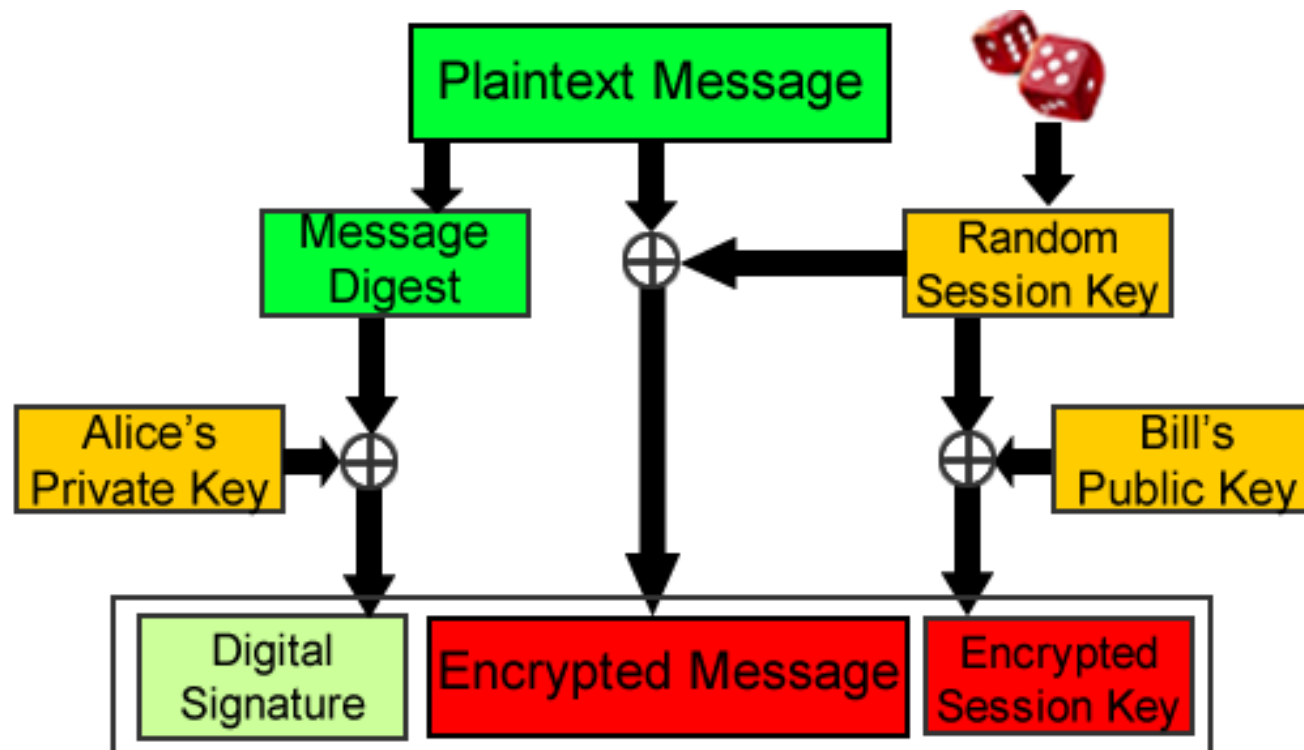 Plaintext Message
Message
Digest
Random
Session Key
Alice's
Private Key
Bill's
Public Key
Digital
Signature
Encrypted Message
Encrypted
Session Key